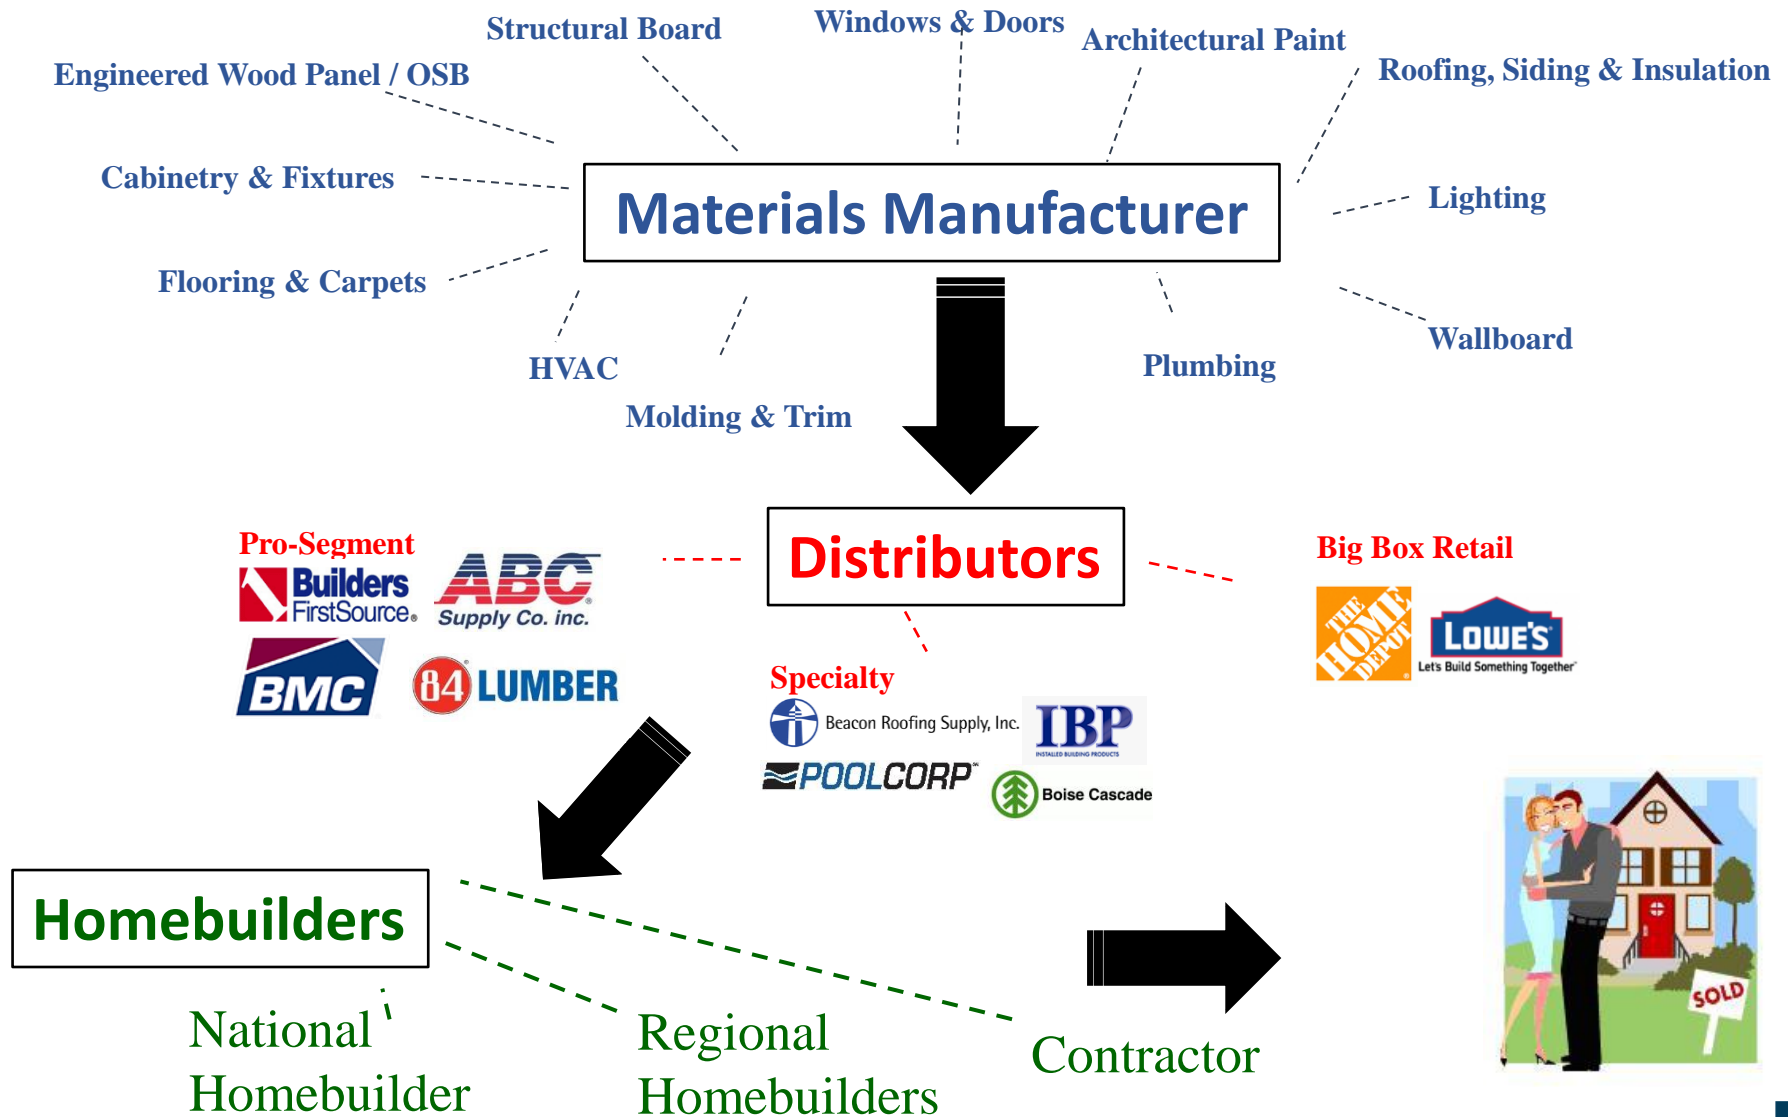 Structural Board
Windows & Doors
Architectural Paint
Engineered Wood Panel / OSB
Roofing, Siding & Insulation
Cabinetry & Fixtures
Materials Manufacturer
Lighting
Flooring & Carpets
HVAC
Molding & Trim
Plumbing
Wallboard
Distributors
Pro-Segment
Builders
FirstSource
ABC
Supply Co. inc.
BMC
84 LUMBER
Specialty
Beacon Roofing Supply, Inc.
IBP
INSTALLED BUILDING PRODUCTS
POOLCORP
Boise Cascade
Big Box Retail
THE
HOME
DEPOT
LOWE'S
Let's Build Something Together
Homebuilders
National
Homebuilder
Regional
Homebuilders
Contractor
SOLD